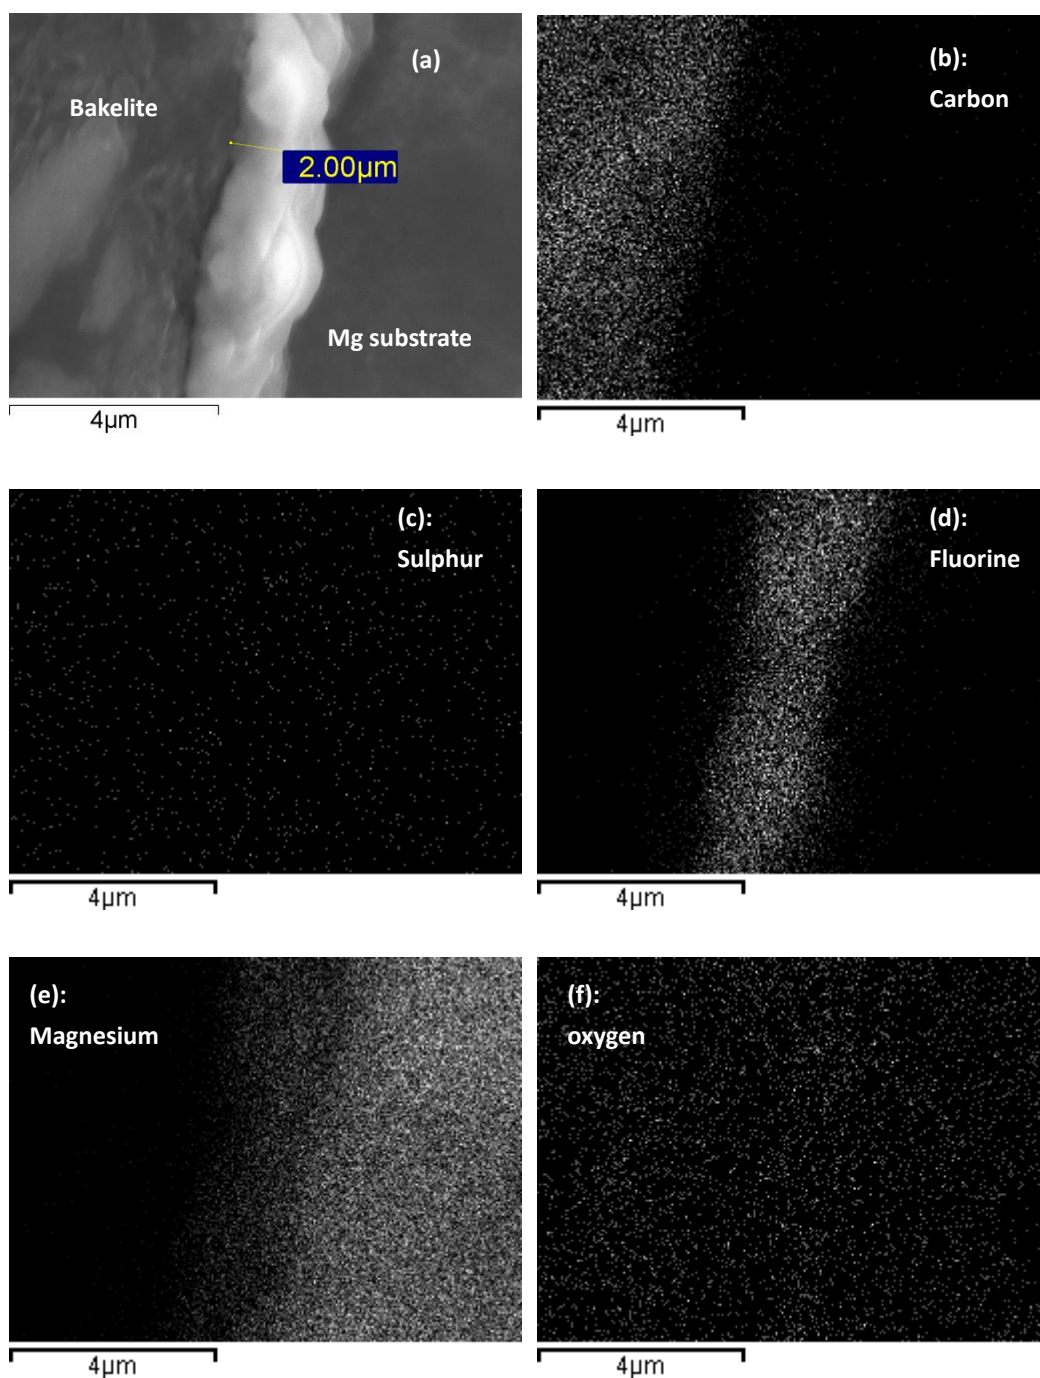 (a)
Bakelite
2.00µm
Mg substrate
4µm
(b):
Carbon
4µm
(c):
Sulphur
4µm
(d):
Fluorine
4µm
(e):
Magnesium
4µm
(f):
oxygen
4µm